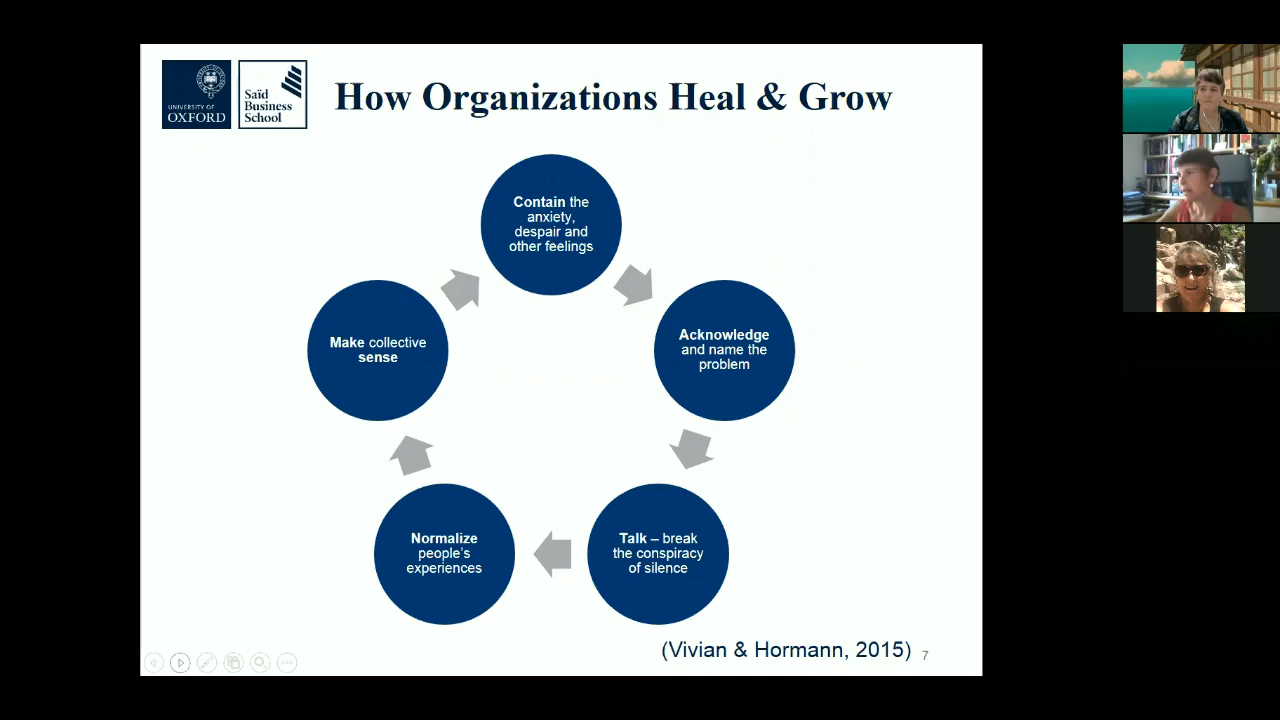 UNIVERSITY OF
OXFORD
Saïd
Business
School
How Organizations Heal & Grow
Contain the
anxiety,
despair and
other feelings
Acknowledge
and name the
problem
Talk – break
the conspiracy
of silence
Normalize
people's
experiences
Make collective
sense
(Vivian & Hormann, 2015)
7